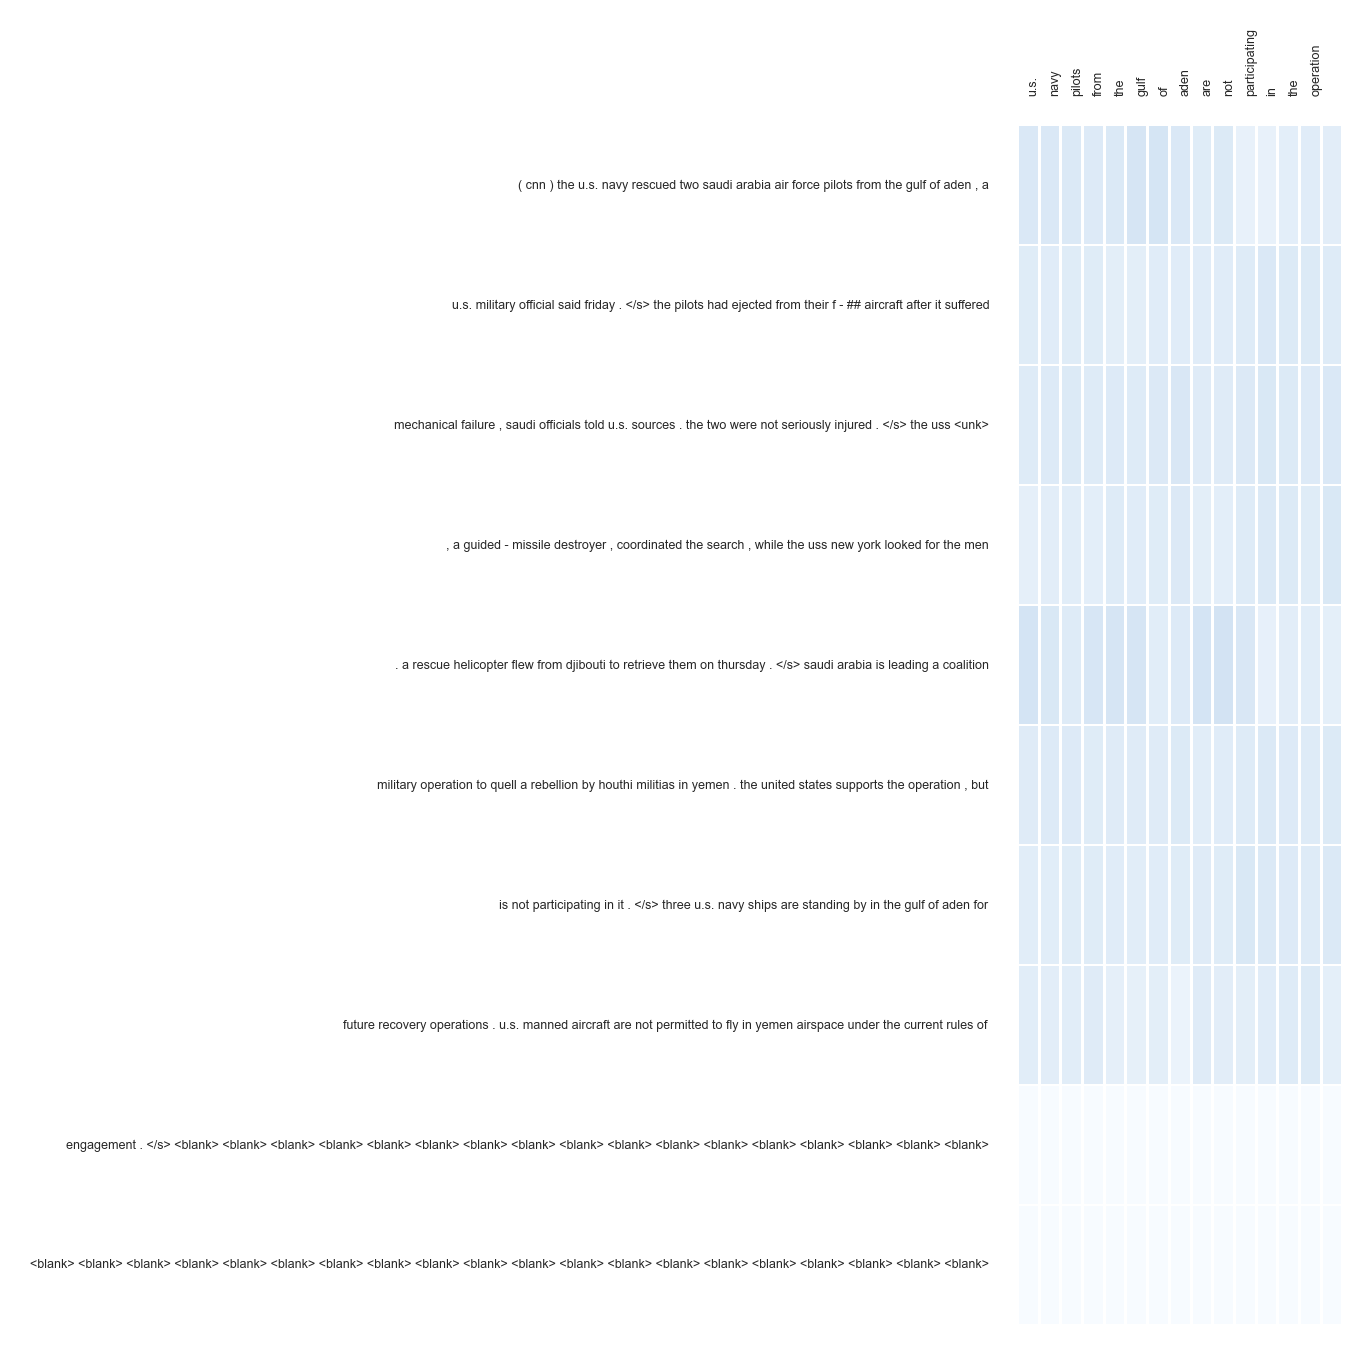 u.s.
navy
pilots
from
the
gulf
of
aden
are
not
participating
in
the
operation
( cnn ) the u.s. navy rescued two saudi arabia air force pilots from the gulf of aden , a
u.s. military official said friday . </s> the pilots had ejected from their f - ## aircraft after it suffered
mechanical failure , saudi officials told u.s. sources . the two were not seriously injured . </s> the uss <unk>
, a guided - missile destroyer , coordinated the search , while the uss new york looked for the men
. a rescue helicopter flew from djibouti to retrieve them on thursday . </s> saudi arabia is leading a coalition
military operation to quell a rebellion by houthi militias in yemen . the united states supports the operation , but
is not participating in it . </s> three u.s. navy ships are standing by in the gulf of aden for
future recovery operations . u.s. manned aircraft are not permitted to fly in yemen airspace under the current rules of
engagement . </s> <blank> <blank> <blank> <blank> <blank> <blank> <blank> <blank> <blank> <blank> <blank> <blank> <blank> <blank> <blank> <blank> <blank>
<blank> <blank> <blank> <blank> <blank> <blank> <blank> <blank> <blank> <blank> <blank> <blank> <blank> <blank> <blank> <blank> <blank> <blank> <blank> <blank>